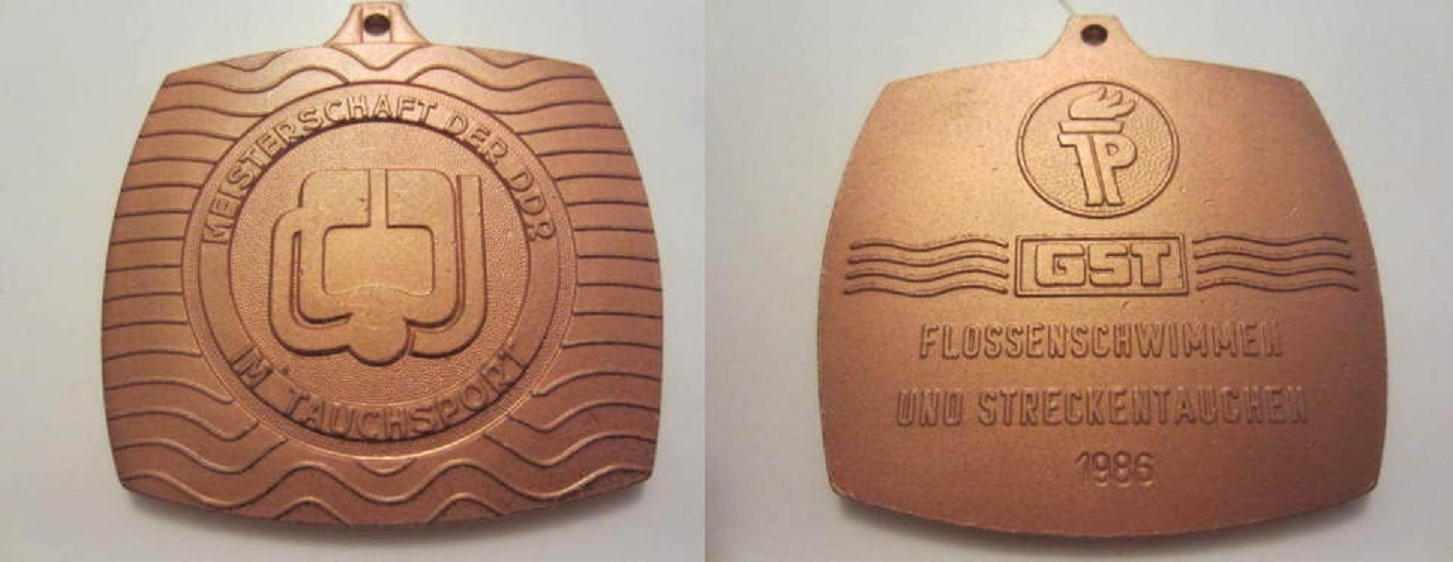 MEISTERSCHAFT DER DDR
IM TAUCHSPORT
TP
GST
FLOSSENSCHWIMMEN
UND STRECKENTAUCHEN
1986